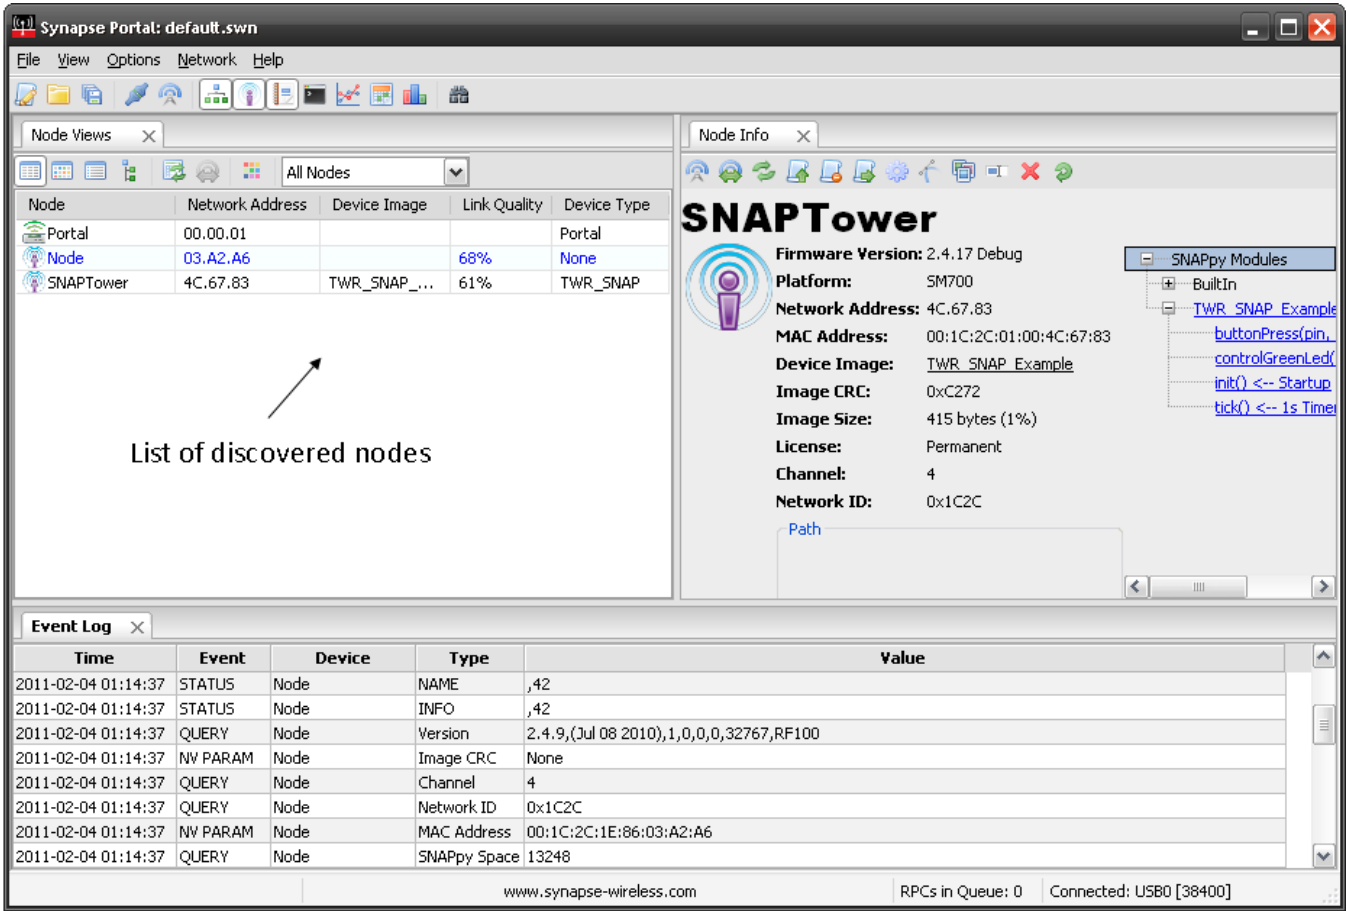 Synapse Portal: default.swn
File View Options Network Help
Node Views
All Nodes
Node Network Address Device Image Link Quality Device Type
Portal 00.00.01 Portal
Node 03.A2.A6 68% None
SNAPTower 4C.67.83 TWR_SNAP_... 61% TWR_SNAP
List of discovered nodes
Node Info
SNAPTower
Firmware Version: 2.4.17 Debug
Platform: SM700
Network Address: 4C.67.83
MAC Address: 00:1C:2C:01:00:4C:67:83
Device Image: TWR_SNAP_Example
Image CRC: 0xC272
Image Size: 415 bytes (1%)
License: Permanent
Channel: 4
Network ID: 0x1C2C
Path
SNAPpy Modules
BuiltIn
TWR_SNAP_Example
buttonPress(pin,
controlGreenLed(
init() <-- Startup
tick() <-- 1s Timer
Event Log
Time Event Device Type Value
2011-02-04 01:14:37 STATUS Node NAME ,42
2011-02-04 01:14:37 STATUS Node INFO ,42
2011-02-04 01:14:37 QUERY Node Version 2.4.9,(Jul 08 2010),1,0,0,0,32767,RF100
2011-02-04 01:14:37 NV PARAM Node Image CRC None
2011-02-04 01:14:37 QUERY Node Channel 4
2011-02-04 01:14:37 QUERY Node Network ID 0x1C2C
2011-02-04 01:14:37 NV PARAM Node MAC Address 00:1C:2C:1E:86:03:A2:A6
2011-02-04 01:14:37 QUERY Node SNAPpy Space 13248
www.synapse-wireless.com RPCs in Queue: 0 Connected: USB0 [38400]